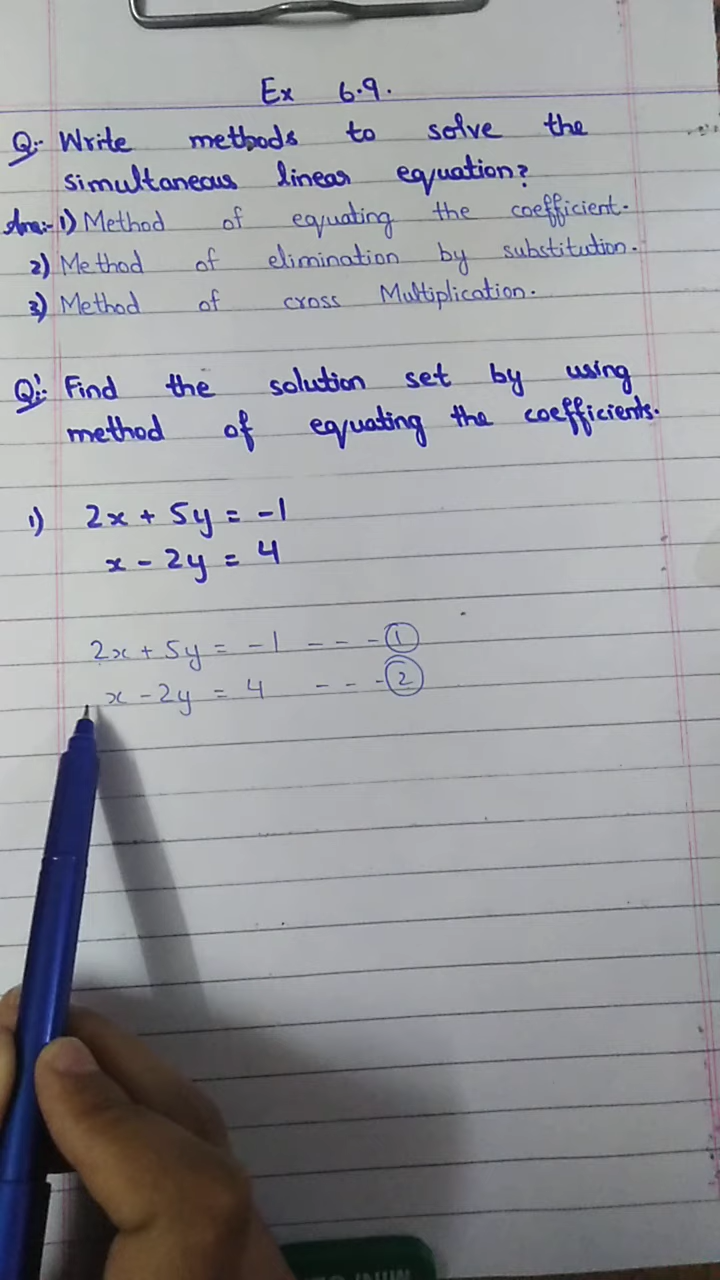 Ex 6.9.
Q:- Write methods to solve the
simultaneous linear equation?
Ans:- 1) Method of equating the coefficient.
2) Method of elimination by substitution.
3) Method of cross Multiplication.
Q:- Find the solution set by using
method of equating the coefficients.
1) 2x + 5y = -1
x - 2y = 4
2x + 5y = -1 - - - ①
x - 2y = 4 - - - ②